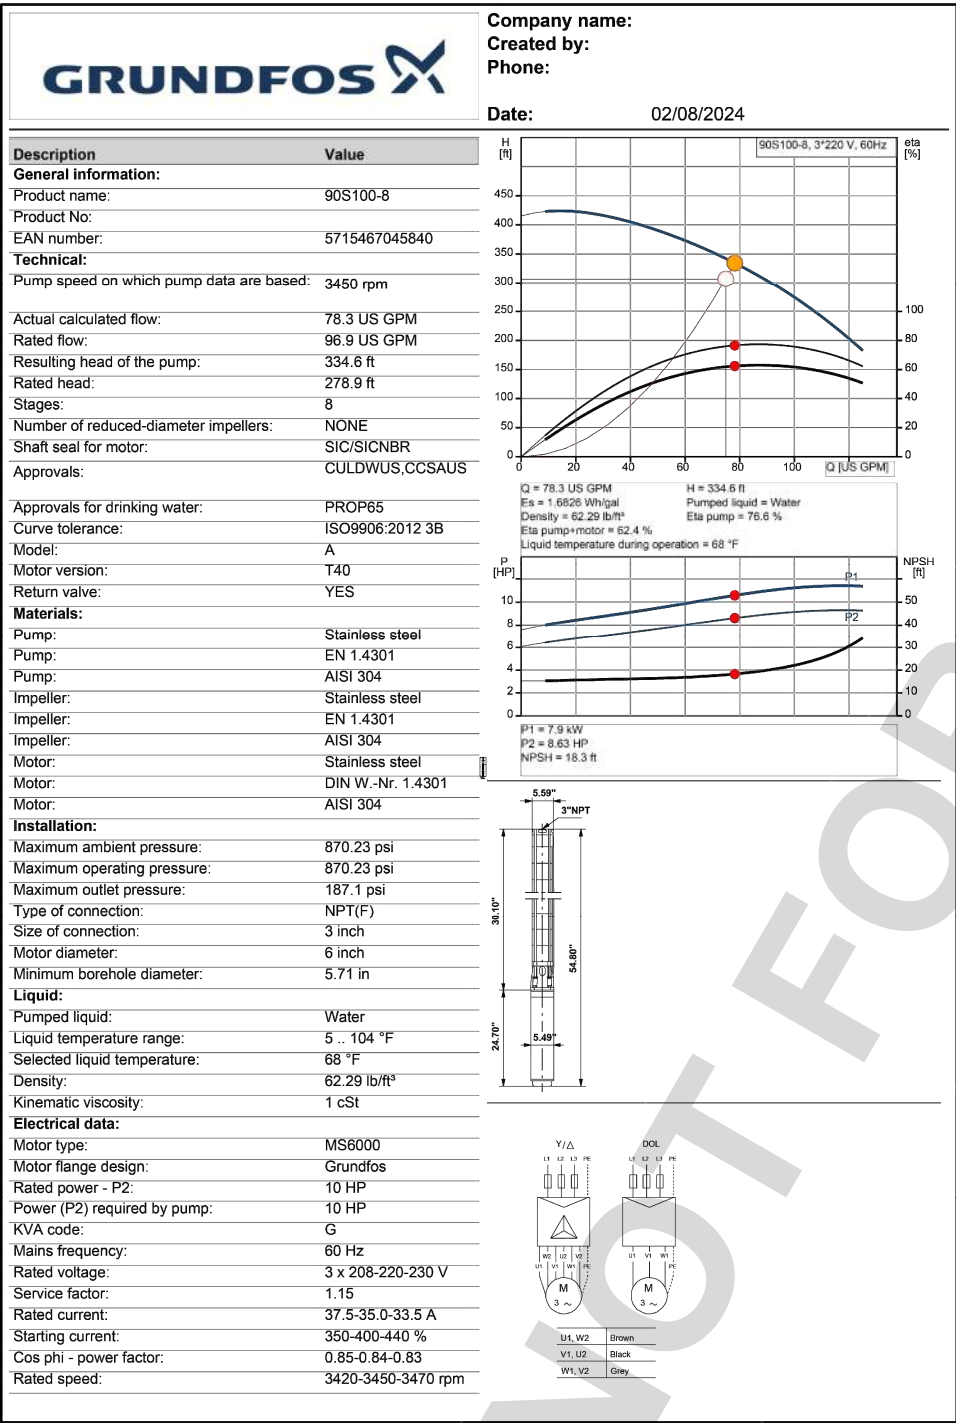 GRUNDFOS
Company name:
Created by:
Phone:
Date: 02/08/2024
Description Value
General information:
Product name: 90S100-8
Product No:
EAN number: 5715467045840
Technical:
Pump speed on which pump data are based: 3450 rpm
Actual calculated flow: 78.3 US GPM
Rated flow: 96.9 US GPM
Resulting head of the pump: 334.6 ft
Rated head: 278.9 ft
Stages: 8
Number of reduced-diameter impellers: NONE
Shaft seal for motor: SIC/SICNBR
Approvals: CULDWUS,CCSAUS
Approvals for drinking water: PROP65
Curve tolerance: ISO9906:2012 3B
Model: A
Motor version: T40
Return valve: YES
Materials:
Pump: Stainless steel
Pump: EN 1.4301
Pump: AISI 304
Impeller: Stainless steel
Impeller: EN 1.4301
Impeller: AISI 304
Motor: Stainless steel
Motor: DIN W.-Nr. 1.4301
Motor: AISI 304
Installation:
Maximum ambient pressure: 870.23 psi
Maximum operating pressure: 870.23 psi
Maximum outlet pressure: 187.1 psi
Type of connection: NPT(F)
Size of connection: 3 inch
Motor diameter: 6 inch
Minimum borehole diameter: 5.71 in
Liquid:
Pumped liquid: Water
Liquid temperature range: 5 .. 104 °F
Selected liquid temperature: 68 °F
Density: 62.29 lb/ft³
Kinematic viscosity: 1 cSt
Electrical data:
Motor type: MS6000
Motor flange design: Grundfos
Rated power - P2: 10 HP
Power (P2) required by pump: 10 HP
KVA code: G
Mains frequency: 60 Hz
Rated voltage: 3 x 208-220-230 V
Service factor: 1.15
Rated current: 37.5-35.0-33.5 A
Starting current: 350-400-440 %
Cos phi - power factor: 0.85-0.84-0.83
Rated speed: 3420-3450-3470 rpm
H
[ft]
90S100-8, 3*220 V, 60Hz
eta
[%]
450
400
350
300
250
200
150
100
50
0
100
80
60
40
20
0
0 20 40 60 80 100 Q [US GPM]
Q = 78.3 US GPM H = 334.6 ft
Es = 1.6826 Wh/gal Pumped liquid = Water
Density = 62.29 lb/ft³ Eta pump = 76.6 %
Eta pump+motor = 62.4 %
Liquid temperature during operation = 68 °F
P
[HP]
NPSH
[ft]
P1
P2
10
8
6
4
2
0
50
40
30
20
10
0
P1 = 7.9 kW
P2 = 8.63 HP
NPSH = 18.3 ft
5.59"
3"NPT
30.10"
54.80"
24.70"
5.49"
Y/△ DOL
L1 L2 L3 PE L1 L2 L3 PE
W2 U2 V2
U1 V1 W1 PE
U1 V1 W1
PE
M
3 ~
M
3 ~
U1, W2 Brown
V1, U2 Black
W1, V2 Grey
NOT FOR